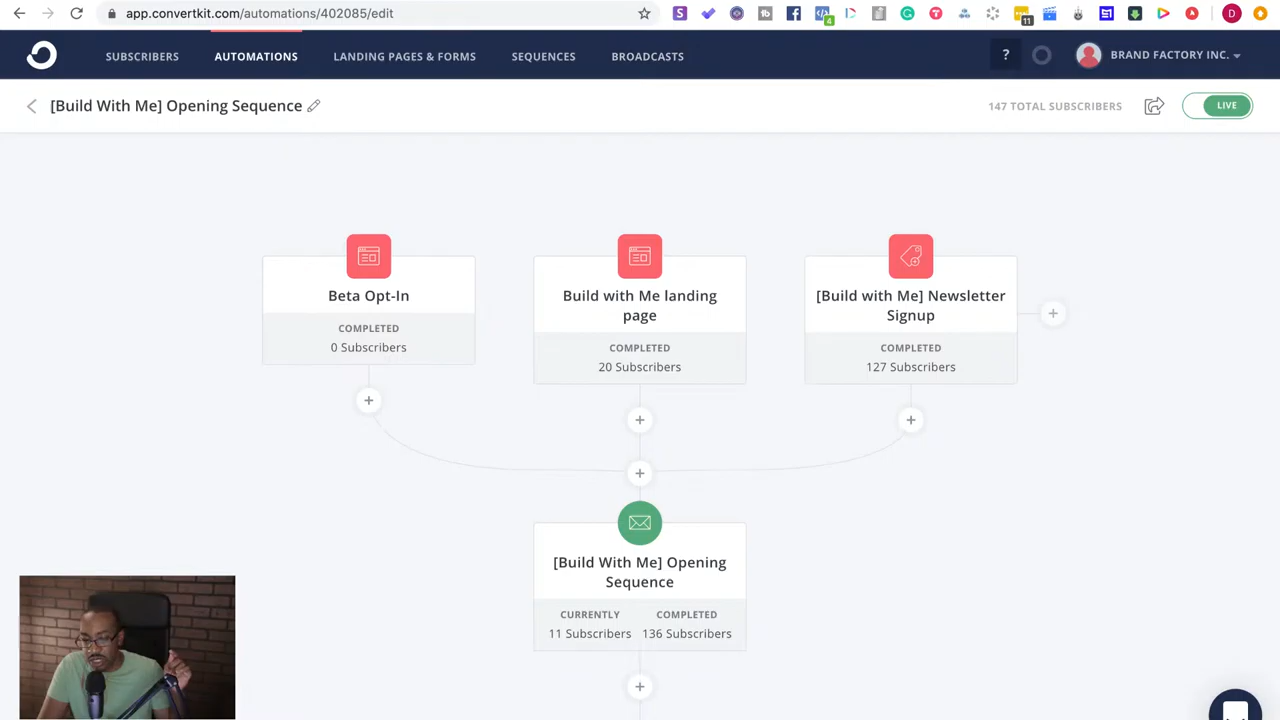 app.convertkit.com/automations/402085/edit
4
11
D
SUBSCRIBERS
AUTOMATIONS
LANDING PAGES & FORMS
SEQUENCES
BROADCASTS
?
BRAND FACTORY INC.
[Build With Me] Opening Sequence
147 TOTAL SUBSCRIBERS
LIVE
Beta Opt-In
COMPLETED
0 Subscribers
Build with Me landing
page
COMPLETED
20 Subscribers
[Build with Me] Newsletter
Signup
COMPLETED
127 Subscribers
[Build With Me] Opening
Sequence
CURRENTLY
11 Subscribers
COMPLETED
136 Subscribers